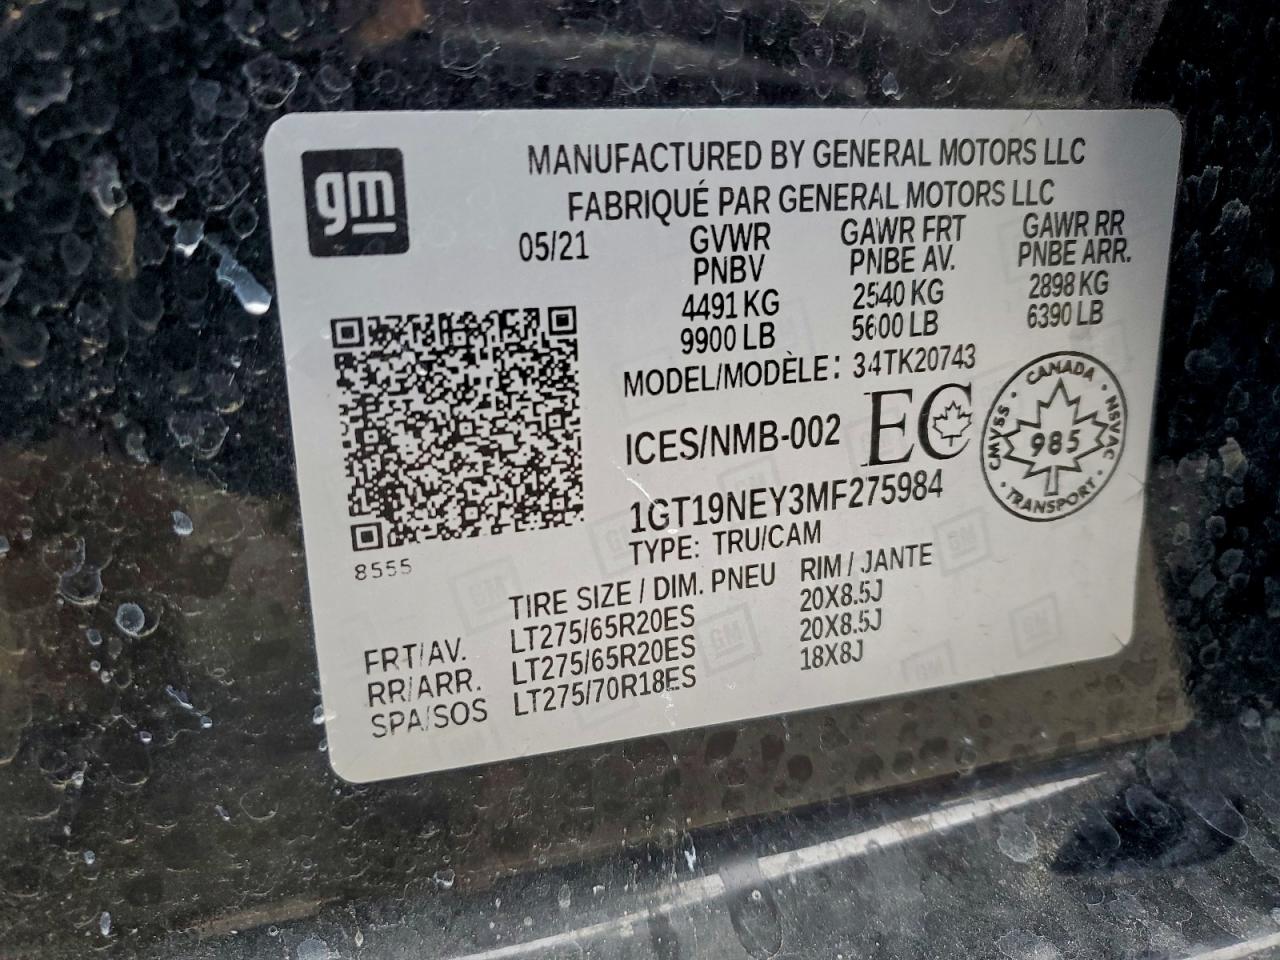 gm
MANUFACTURED BY GENERAL MOTORS LLC
FABRIQUÉ PAR GENERAL MOTORS LLC
05/21
GVWR GAWR FRT GAWR RR
PNBV PNBE AV. PNBE ARR.
4491 KG 2540 KG 2898 KG
9900 LB 5600 LB 6390 LB
MODEL/MODÈLE: 34TK20743
ICES/NMB-002 EC
CANADA
CMVSS 985 NSVAC
TRANSPORT
1GT19NEY3MF275984
TYPE: TRU/CAM
8555
TIRE SIZE / DIM. PNEU RIM / JANTE
FRT/AV. LT275/65R20ES 20X8.5J
RR/ARR. LT275/65R20ES 20X8.5J
SPA/SOS LT275/70R18ES 18X8J